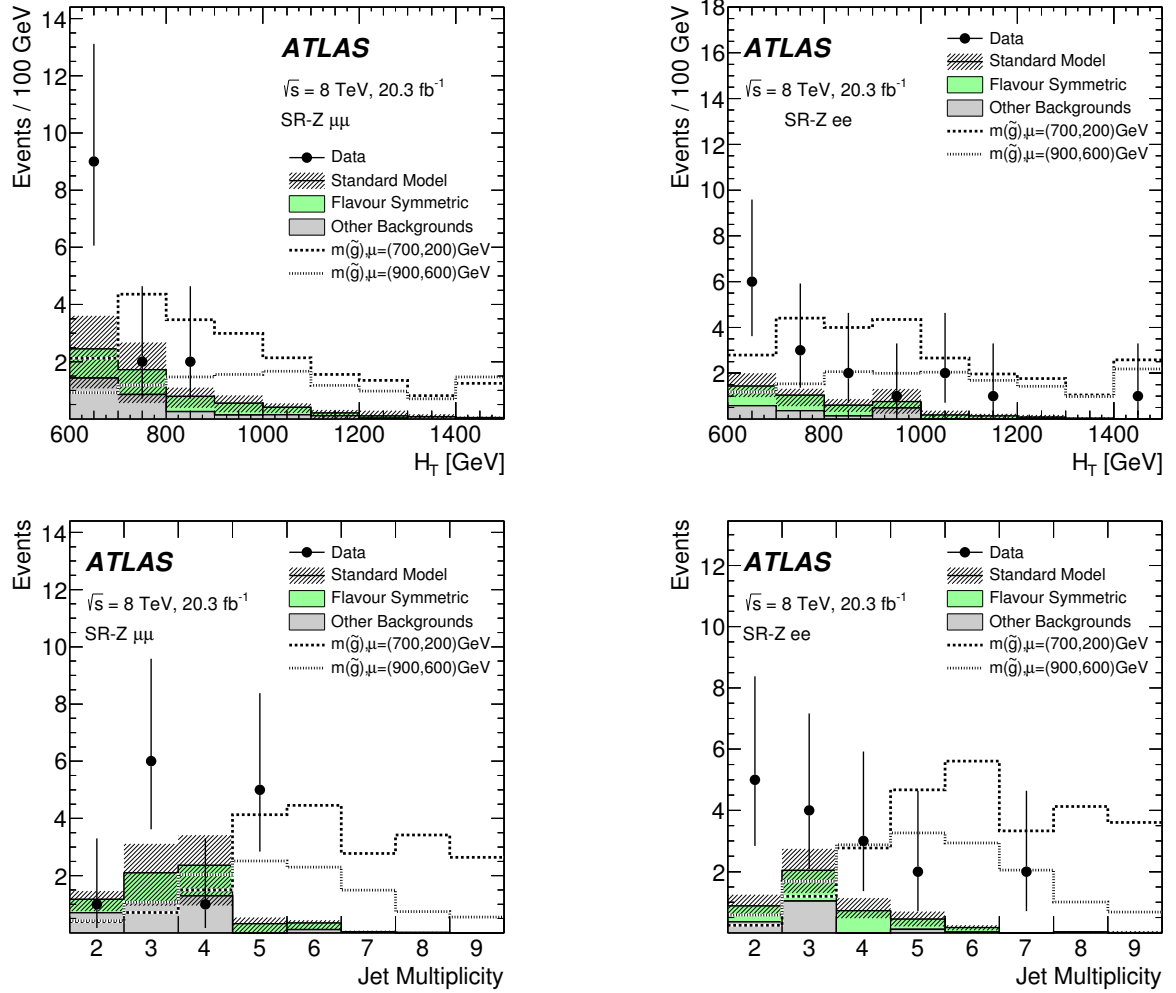 Events / 100 GeV
14
12
10
8
6
4
2
ATLAS
√s = 8 TeV, 20.3 fb⁻¹
SR-Z μμ
Data
Standard Model
Flavour Symmetric
Other Backgrounds
m(g̃),μ=(700,200)GeV
m(g̃),μ=(900,600)GeV
600 800 1000 1200 1400
H_T [GeV]
Events / 100 GeV
18
16
14
12
10
8
6
4
2
ATLAS
√s = 8 TeV, 20.3 fb⁻¹
SR-Z ee
Data
Standard Model
Flavour Symmetric
Other Backgrounds
m(g̃),μ=(700,200)GeV
m(g̃),μ=(900,600)GeV
600 800 1000 1200 1400
H_T [GeV]
Events
14
12
10
8
6
4
2
ATLAS
√s = 8 TeV, 20.3 fb⁻¹
SR-Z μμ
Data
Standard Model
Flavour Symmetric
Other Backgrounds
m(g̃),μ=(700,200)GeV
m(g̃),μ=(900,600)GeV
2 3 4 5 6 7 8 9
Jet Multiplicity
Events
12
10
8
6
4
2
ATLAS
√s = 8 TeV, 20.3 fb⁻¹
SR-Z ee
Data
Standard Model
Flavour Symmetric
Other Backgrounds
m(g̃),μ=(700,200)GeV
m(g̃),μ=(900,600)GeV
2 3 4 5 6 7 8 9
Jet Multiplicity